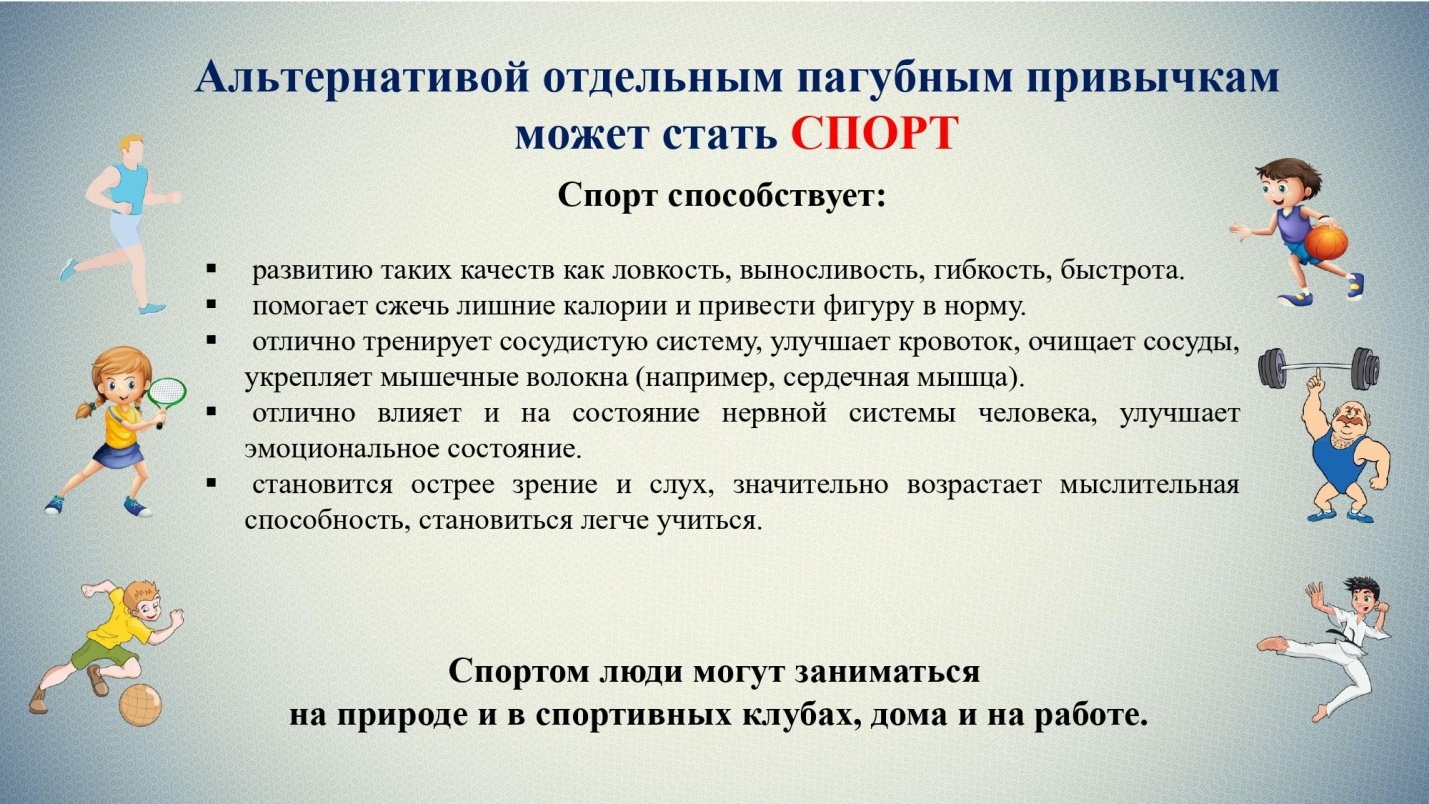 Альтернативой отдельным пагубным привычкам
может стать СПОРТ
Спорт способствует:
▪ развитию таких качеств как ловкость, выносливость, гибкость, быстрота.
▪ помогает сжечь лишние калории и привести фигуру в норму.
▪ отлично тренирует сосудистую систему, улучшает кровоток, очищает сосуды,
укрепляет мышечные волокна (например, сердечная мышца).
▪ отлично влияет и на состояние нервной системы человека, улучшает
эмоциональное состояние.
▪ становится острее зрение и слух, значительно возрастает мыслительная
способность, становиться легче учиться.
Спортом люди могут заниматься
на природе и в спортивных клубах, дома и на работе.